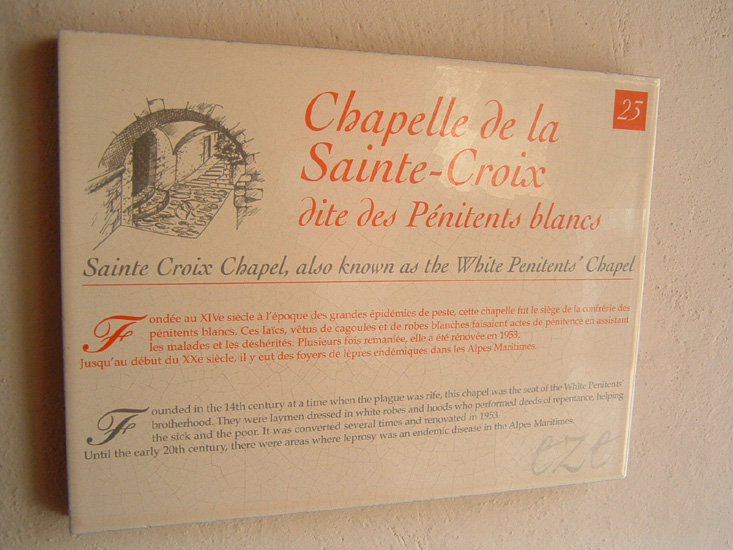 23
Chapelle de la
Sainte-Croix
dite des Pénitents blancs
Sainte Croix Chapel, also known as the White Penitents' Chapel
Fondée au XIVe siècle à l'époque des grandes épidémies de peste, cette chapelle fut le siège de la confrérie des
pénitents blancs. Ces laïcs, vêtus de cagoules et de robes blanches faisaient actes de pénitence en assistant
les malades et les déshérités. Plusieurs fois remaniée, elle a été rénovée en 1953.
Jusqu'au début du XXe siècle, il y eut des foyers de lèpres endémiques dans les Alpes Maritimes.
Founded in the 14th century at a time when the plague was rife, this chapel was the seat of the White Penitents'
brotherhood. They were laymen dressed in white robes and hoods who performed deeds of repentance, helping
the sick and the poor. It was converted several times and renovated in 1953.
Until the early 20th century, there were areas where leprosy was an endemic disease in the Alpes Maritimes.
eze